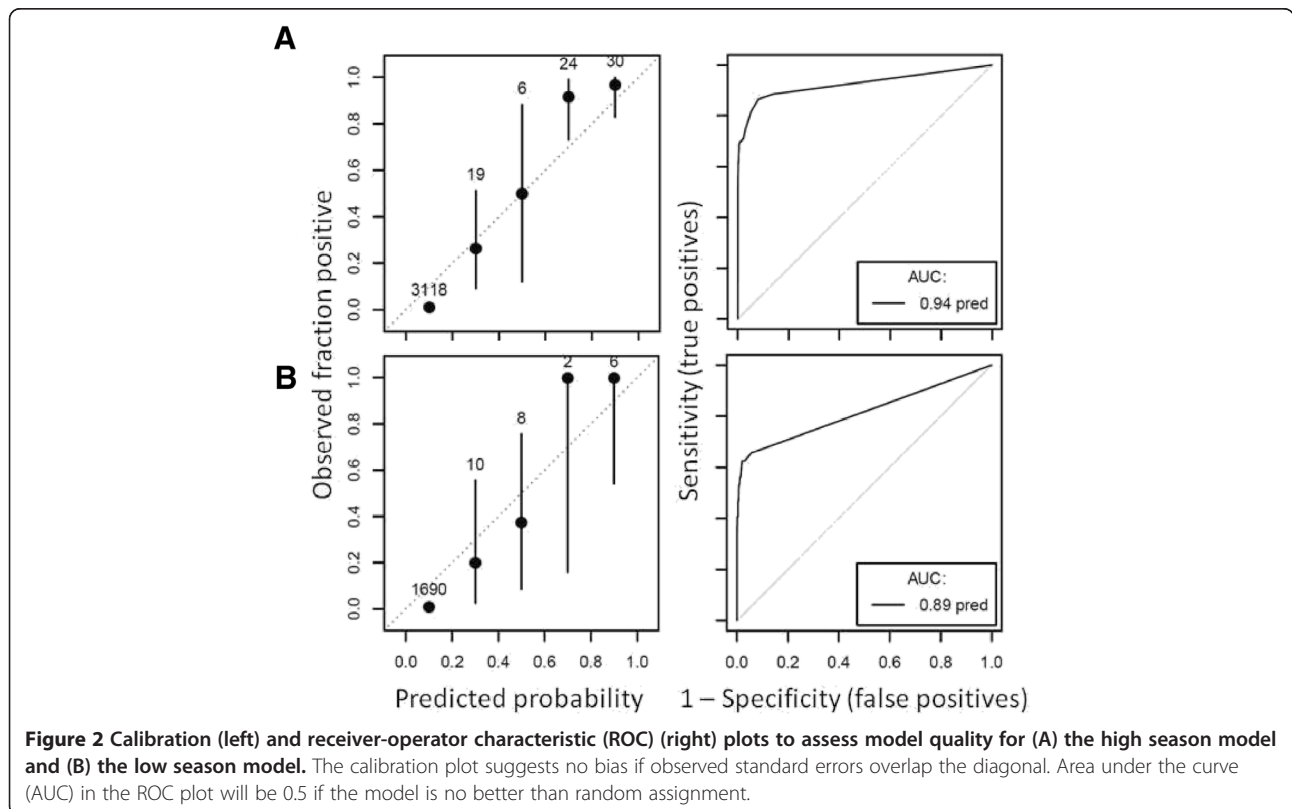 A
Observed fraction positive
1.0
0.8
0.6
0.4
0.2
0.0
3118
19
6
24
30
Sensitivity (true positives)
AUC:
0.94 pred
B
1.0
0.8
0.6
0.4
0.2
0.0
1690
10
8
2
6
0.0 0.2 0.4 0.6 0.8 1.0
Predicted probability
AUC:
0.89 pred
0.0 0.2 0.4 0.6 0.8 1.0
1 – Specificity (false positives)
Figure 2 Calibration (left) and receiver-operator characteristic (ROC) (right) plots to assess model quality for (A) the high season model
and (B) the low season model. The calibration plot suggests no bias if observed standard errors overlap the diagonal. Area under the curve
(AUC) in the ROC plot will be 0.5 if the model is no better than random assignment.